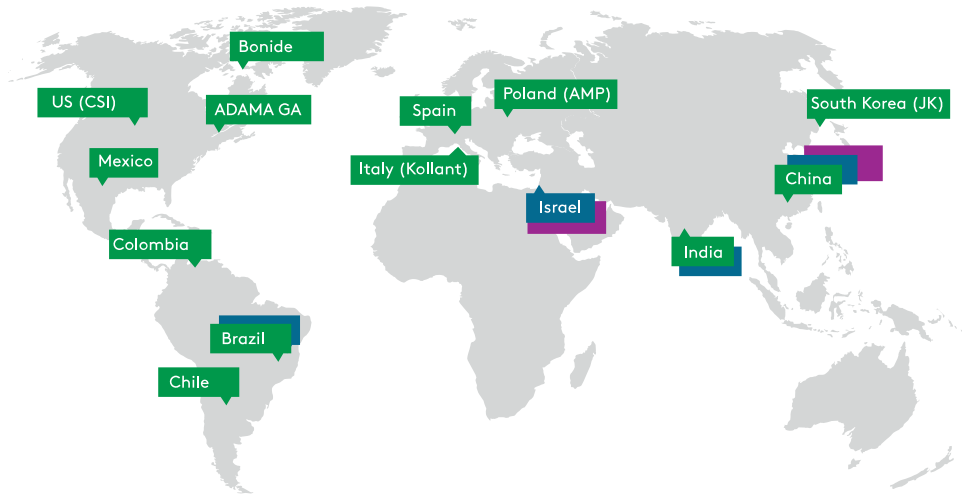 Bonide
US (CSI)
ADAMA GA
Spain
Poland (AMP)
South Korea (JK)
Mexico
Italy (Kollant)
China
Israel
Colombia
India
Brazil
Chile